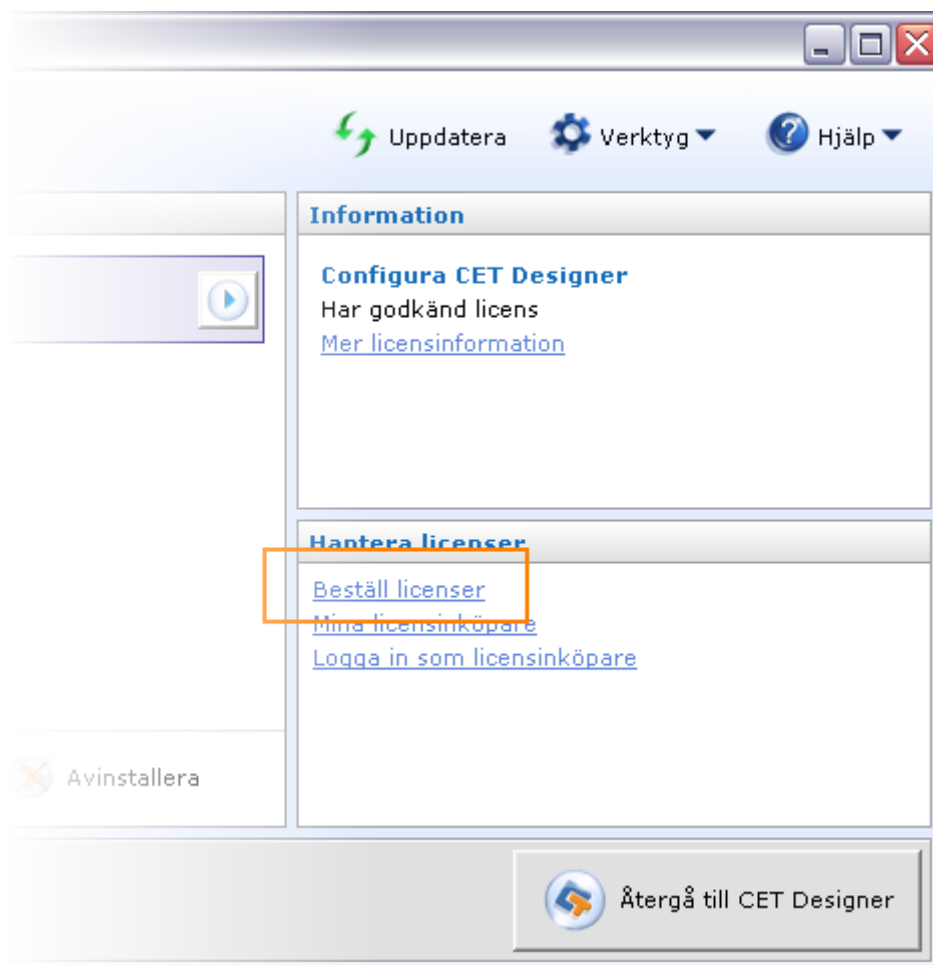 Uppdatera Verktyg Hjälp
Information
Configura CET Designer
Har godkänd licens
Mer licensinformation
Hantera licenser
Beställ licenser
Mina licensinköpare
Logga in som licensinköpare
Avinstallera
Återgå till CET Designer